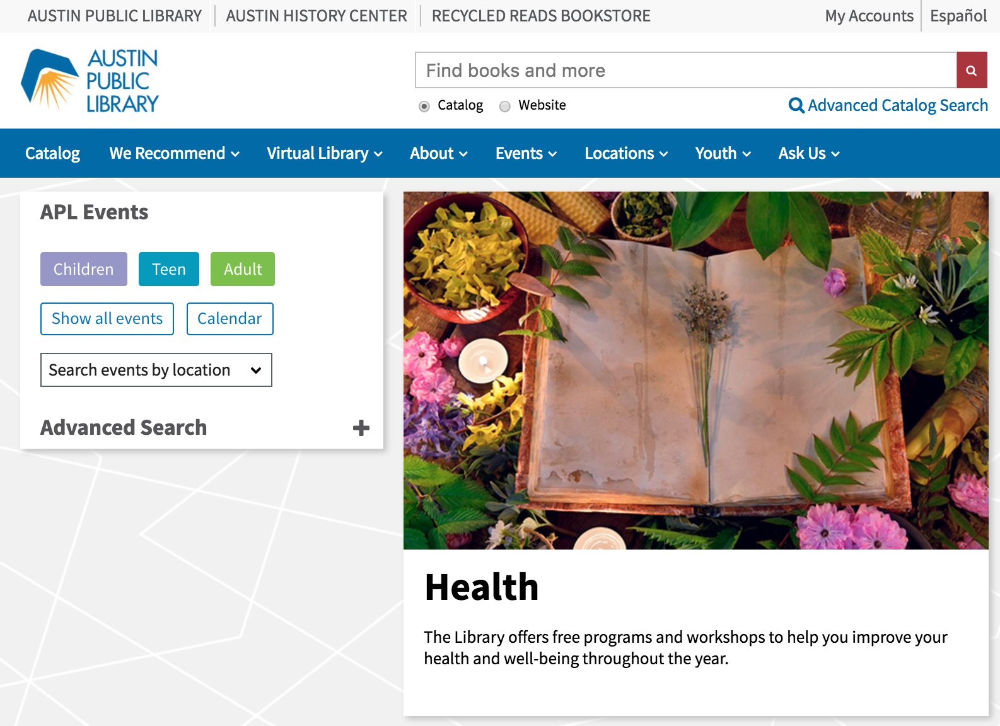 AUSTIN PUBLIC LIBRARY
AUSTIN HISTORY CENTER
RECYCLED READS BOOKSTORE
My Accounts
Español
AUSTIN
PUBLIC
LIBRARY
Find books and more
Catalog
Website
Advanced Catalog Search
Catalog
We Recommend
Virtual Library
About
Events
Locations
Youth
Ask Us
APL Events
Children
Teen
Adult
Show all events
Calendar
Search events by location
Advanced Search
Health
The Library offers free programs and workshops to help you improve your
health and well-being throughout the year.